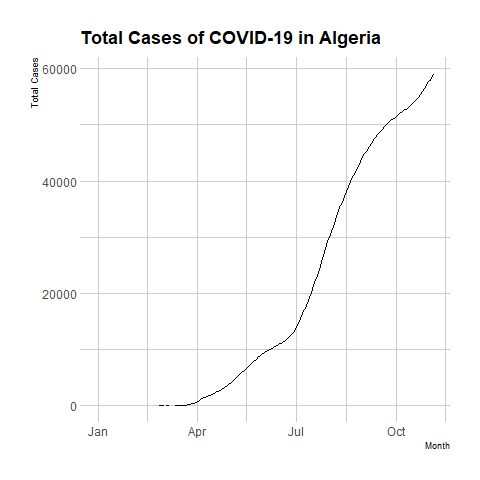 Total Cases of COVID-19 in Algeria
Total Cases
60000
40000
20000
0
Jan Apr Jul Oct
Month